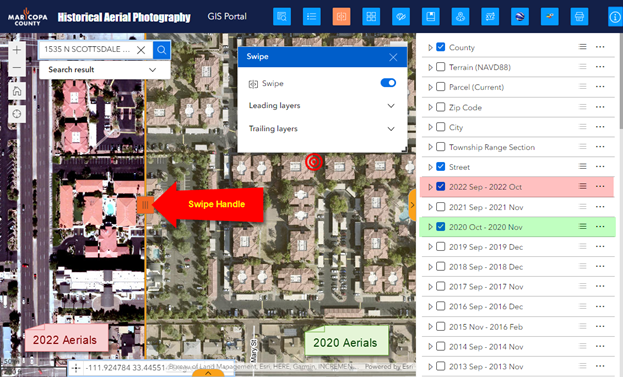 MARICOPA
COUNTY
Historical Aerial Photography
GIS Portal
1535 N SCOTTSDALE ...
Search result
Swipe
Swipe
Leading layers
Trailing layers
Swipe Handle
2022 Aerials
2020 Aerials
Main St
-111.924784 33.44551
Bureau of Land Management, Esri, HERE, Garmin, INCREMEN...
Powered by Esri
County
Terrain (NAVD88)
Parcel (Current)
Zip Code
City
Township Range Section
Street
2022 Sep - 2022 Oct
2021 Sep - 2021 Nov
2020 Oct - 2020 Nov
2019 Sep - 2019 Dec
2018 Sep - 2018 Dec
2017 Sep - 2017 Dec
2016 Sep - 2016 Dec
2015 Nov - 2016 Feb
2014 Sep - 2014 Nov
2013 Sep - 2013 Nov